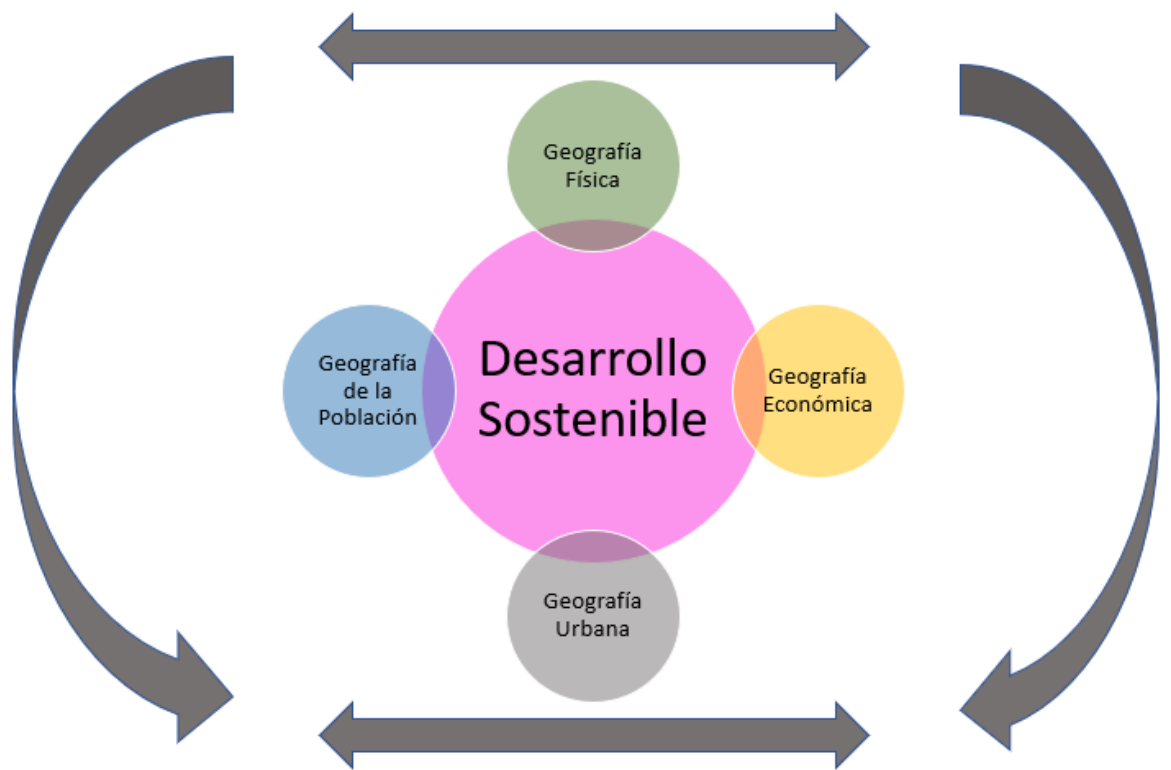 Geografía
Física
Geografía
de la
Población
Desarrollo
Sostenible
Geografía
Económica
Geografía
Urbana